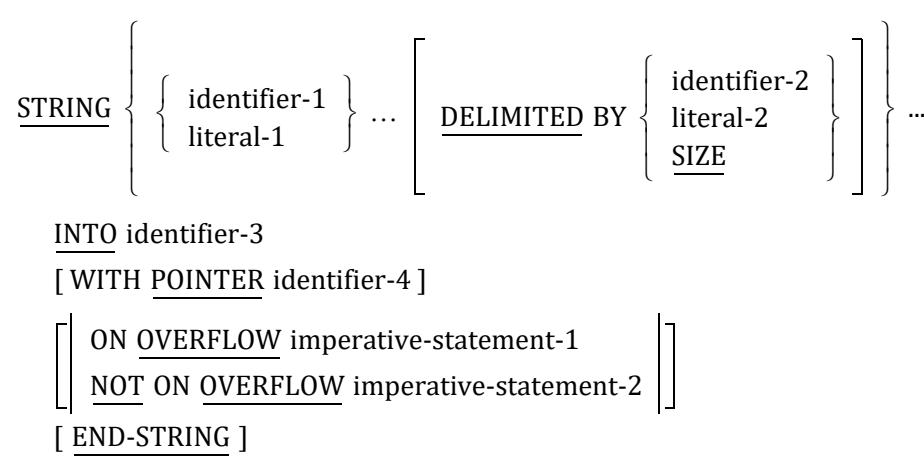 identifier-2
identifier-1
STRING … DELIMITED BY literal-2 ...
literal-1
SIZE
INTO identifier-3
[ WITH POINTER identifier-4 ]
ON OVERFLOW imperative-statement-1
NOT ON OVERFLOW imperative-statement-2
[ END-STRING ]